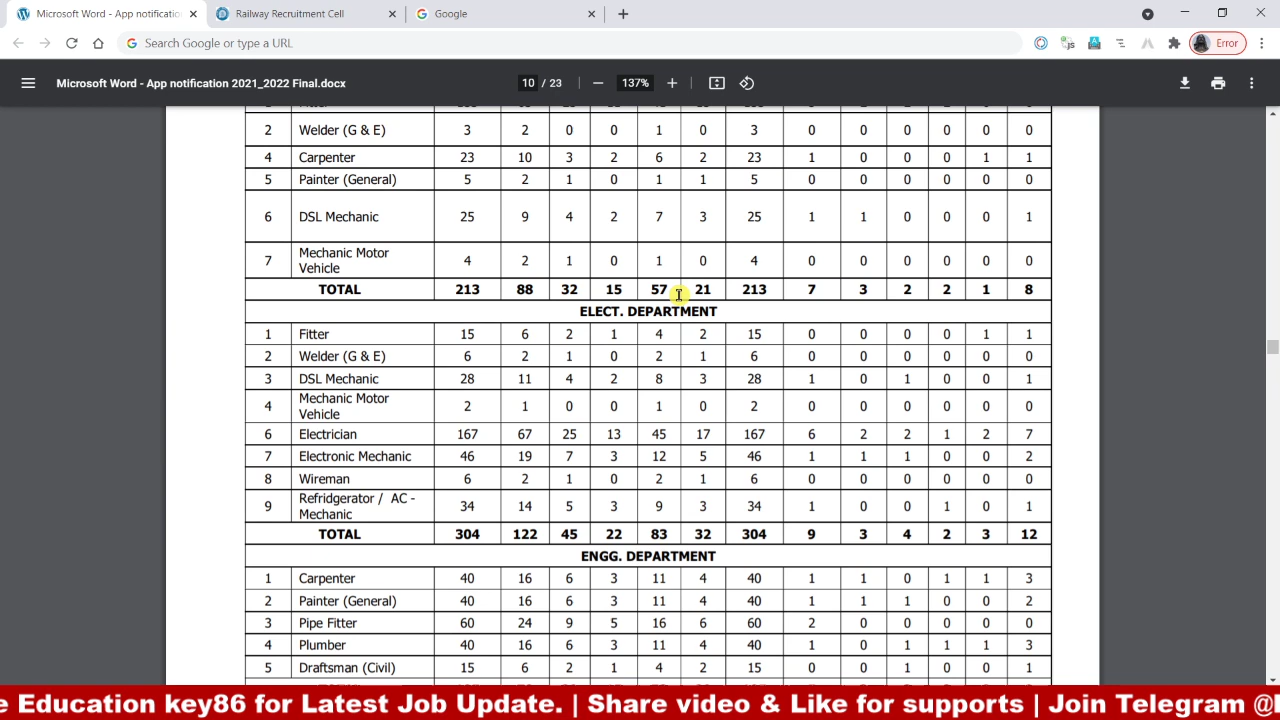 Microsoft Word - App notificatio
Railway Recruitment Cell
Google
Search Google or type a URL
Error
Microsoft Word - App notification 2021_2022 Final.docx
10 / 23
137%
2 Welder (G & E) 3 2 0 0 1 0 3 0 0 0 0 0 0
4 Carpenter 23 10 3 2 6 2 23 1 0 0 0 1 1
5 Painter (General) 5 2 1 0 1 1 5 0 0 0 0 0 0
6 DSL Mechanic 25 9 4 2 7 3 25 1 1 0 0 0 1
7 Mechanic Motor Vehicle 4 2 1 0 1 0 4 0 0 0 0 0 0
TOTAL 213 88 32 15 57 21 213 7 3 2 2 1 8
ELECT. DEPARTMENT
1 Fitter 15 6 2 1 4 2 15 0 0 0 0 1 1
2 Welder (G & E) 6 2 1 0 2 1 6 0 0 0 0 0 0
3 DSL Mechanic 28 11 4 2 8 3 28 1 0 1 0 0 1
4 Mechanic Motor Vehicle 2 1 0 0 1 0 2 0 0 0 0 0 0
6 Electrician 167 67 25 13 45 17 167 6 2 2 1 2 7
7 Electronic Mechanic 46 19 7 3 12 5 46 1 1 1 0 0 2
8 Wireman 6 2 1 0 2 1 6 0 0 0 0 0 0
9 Refridgerator / AC - Mechanic 34 14 5 3 9 3 34 1 0 0 1 0 1
TOTAL 304 122 45 22 83 32 304 9 3 4 2 3 12
ENGG. DEPARTMENT
1 Carpenter 40 16 6 3 11 4 40 1 1 0 1 1 3
2 Painter (General) 40 16 6 3 11 4 40 1 1 1 0 0 2
3 Pipe Fitter 60 24 9 5 16 6 60 2 0 0 0 0 0
4 Plumber 40 16 6 3 11 4 40 1 0 1 1 1 3
5 Draftsman (Civil) 15 6 2 1 4 2 15 0 0 1 0 0 1
e Education key86 for Latest Job Update. | Share video & Like for supports | Join Telegram @